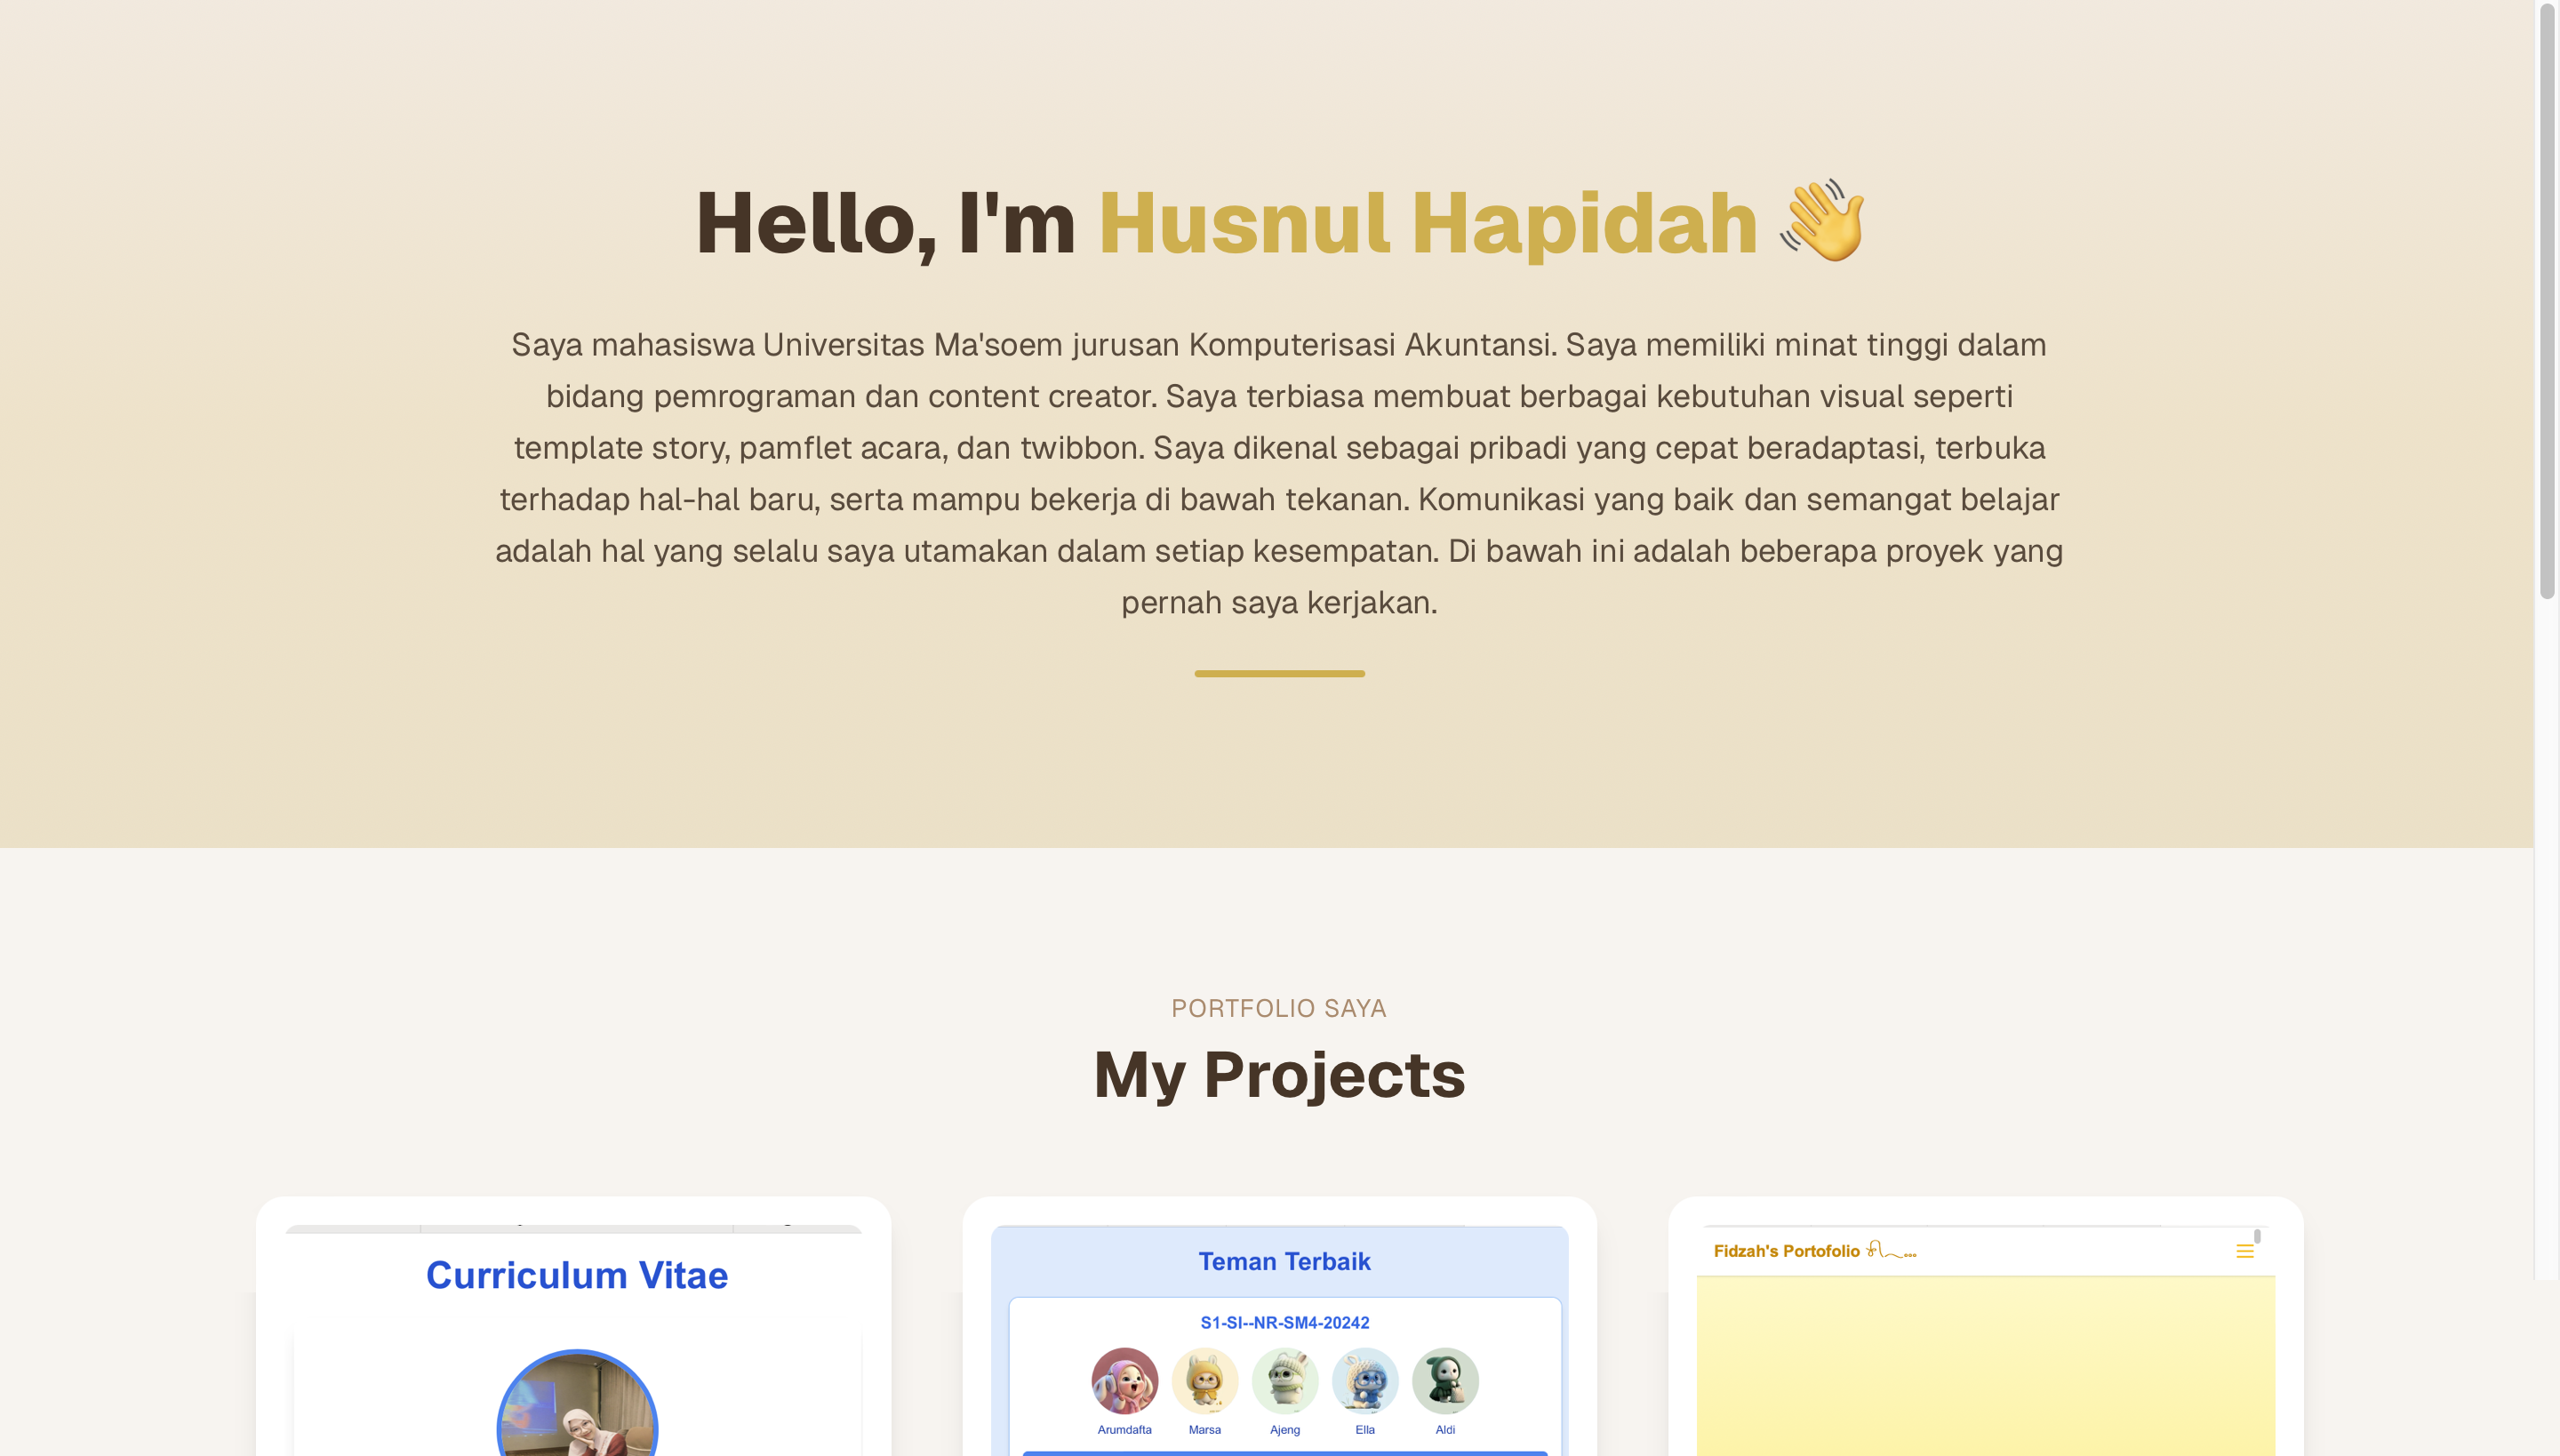 Hello, I'm Husnul Hapidah 👋
Saya mahasiswa Universitas Ma'soem jurusan Komputerisasi Akuntansi. Saya memiliki minat tinggi dalam
bidang pemrograman dan content creator. Saya terbiasa membuat berbagai kebutuhan visual seperti
template story, pamflet acara, dan twibbon. Saya dikenal sebagai pribadi yang cepat beradaptasi, terbuka
terhadap hal-hal baru, serta mampu bekerja di bawah tekanan. Komunikasi yang baik dan semangat belajar
adalah hal yang selalu saya utamakan dalam setiap kesempatan. Di bawah ini adalah beberapa proyek yang
pernah saya kerjakan.
PORTFOLIO SAYA
My Projects
Curriculum Vitae
Teman Terbaik
S1-SI--NR-SM4-20242
Arumdafta
Marsa
Ajeng
Ella
Aldi
Fidzah's Portofolio